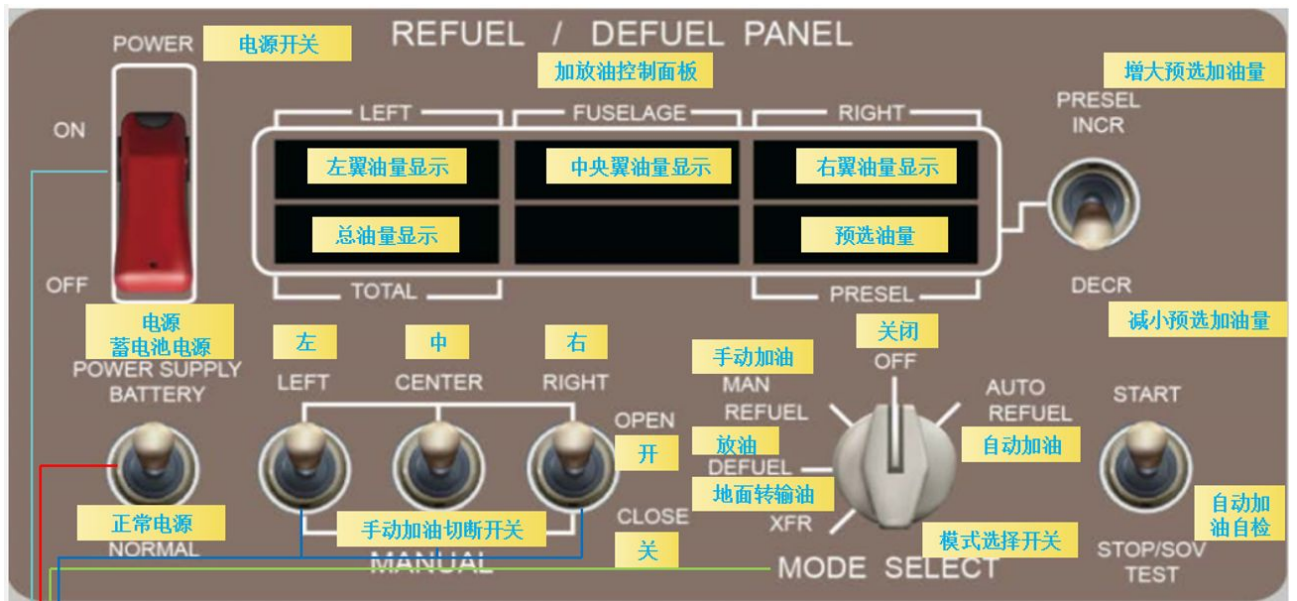 REFUEL / DEFUEL PANEL
POWER
电源开关
加放油控制面板
增大预选加油量
PRESEL
INCR
ON
LEFT
FUSELAGE
RIGHT
左翼油量显示
中央翼油量显示
右翼油量显示
总油量显示
预选油量
OFF
TOTAL
PRESEL
DECR
减小预选加油量
电源
蓄电池电源
POWER SUPPLY
BATTERY
左
中
右
LEFT
CENTER
RIGHT
关闭
OFF
手动加油
MAN
REFUEL
AUTO
REFUEL
自动加油
START
OPEN
开
放油
DEFUEL
地面转输油
XFR
正常电源
NORMAL
手动加油切断开关
MANUAL
CLOSE
关
模式选择开关
MODE SELECT
自动加
油自检
STOP/SOV
TEST